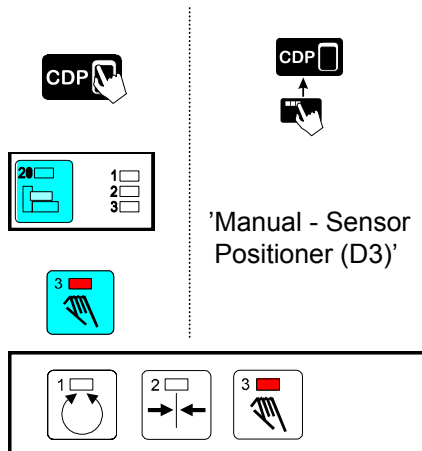 CDP
CDP
20
1
2
3
'Manual - Sensor
Positioner (D3)'
3
1
2
3